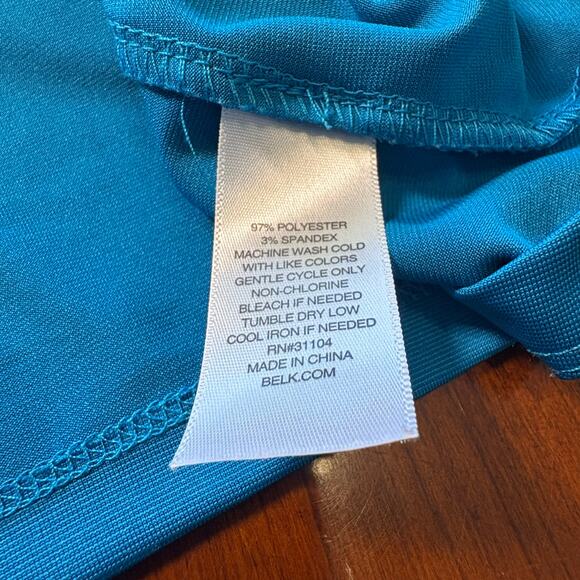 97% POLYESTER
3% SPANDEX
MACHINE WASH COLD
WITH LIKE COLORS
GENTLE CYCLE ONLY
NON-CHLORINE
BLEACH IF NEEDED
TUMBLE DRY LOW
COOL IRON IF NEEDED
RN#31104
MADE IN CHINA
BELK.COM